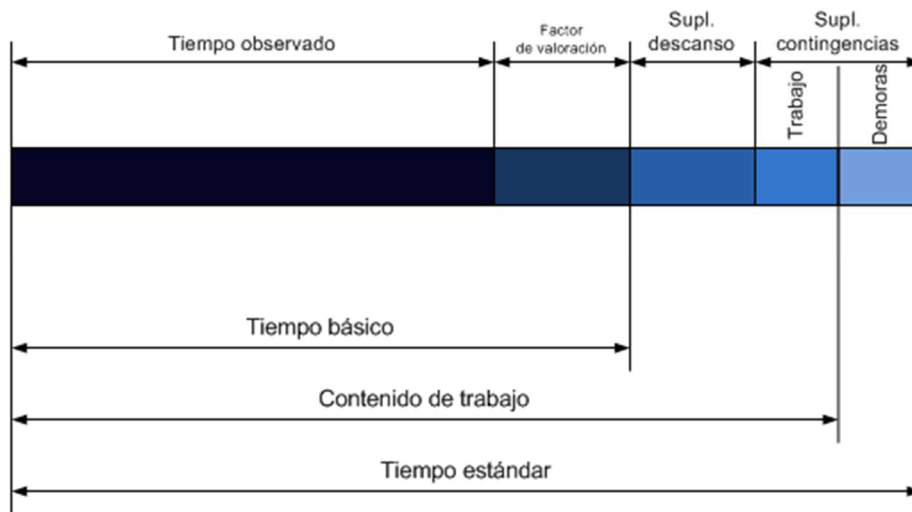 Tiempo observado
Factor
de valoración
Supl.
descanso
Supl.
contingencias
Trabajo
Demoras
Tiempo básico
Contenido de trabajo
Tiempo estándar